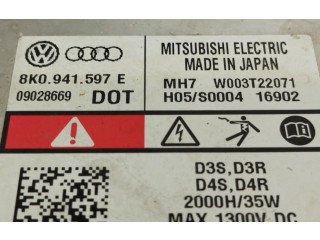 8K0.941.597 E
09028669 DOT
MITSUBISHI ELECTRIC
MADE IN JAPAN
MH7 W003T22071
H05/S0004 16902
D3S, D3R
D4S, D4R
2000H/35W
MAX 1300V DC